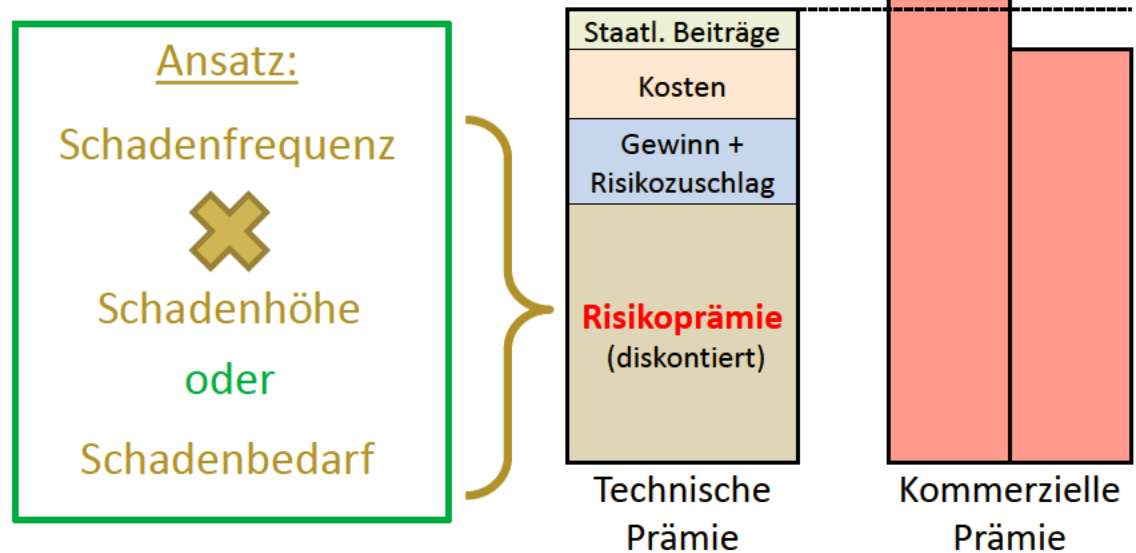 Ansatz:
Schadenfrequenz
Schadenhöhe
oder
Schadenbedarf
Staatl. Beiträge
Kosten
Gewinn +
Risikozuschlag
Risikoprämie
(diskontiert)
Technische
Prämie
Kommerzielle
Prämie